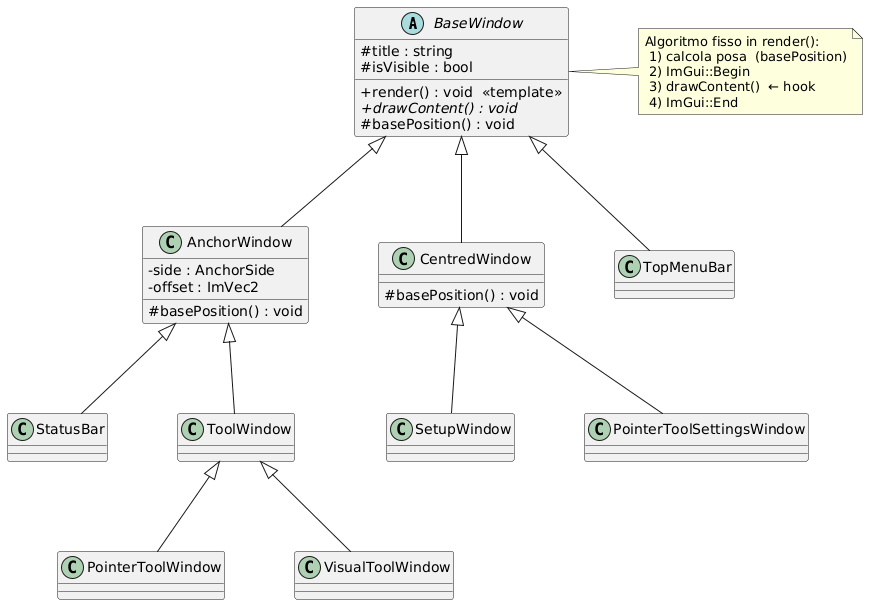 A BaseWindow
#title : string
#isVisible : bool
+render() : void «template»
+drawContent() : void
#basePosition() : void
Algoritmo fisso in render():
1) calcola posa (basePosition)
2) ImGui::Begin
3) drawContent() ← hook
4) ImGui::End
C AnchorWindow
-side : AnchorSide
-offset : ImVec2
#basePosition() : void
C CentredWindow
#basePosition() : void
C TopMenuBar
C StatusBar
C ToolWindow
C SetupWindow
C PointerToolSettingsWindow
C PointerToolWindow
C VisualToolWindow